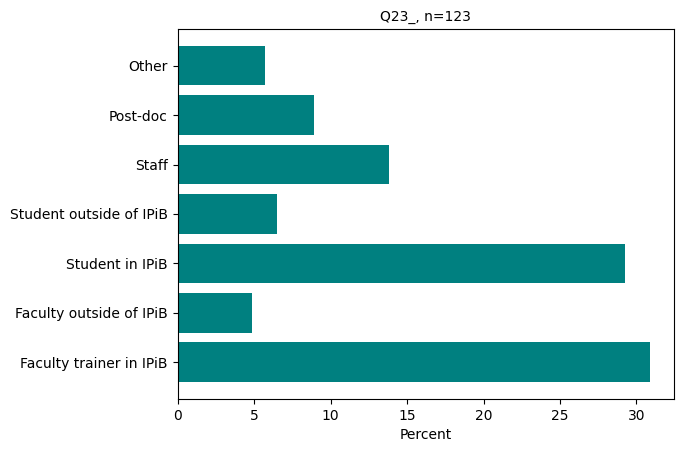 Q23_, n=123
Other
Post-doc
Staff
Student outside of IPiB
Student in IPiB
Faculty outside of IPiB
Faculty trainer in IPiB
0 5 10 15 20 25 30
Percent